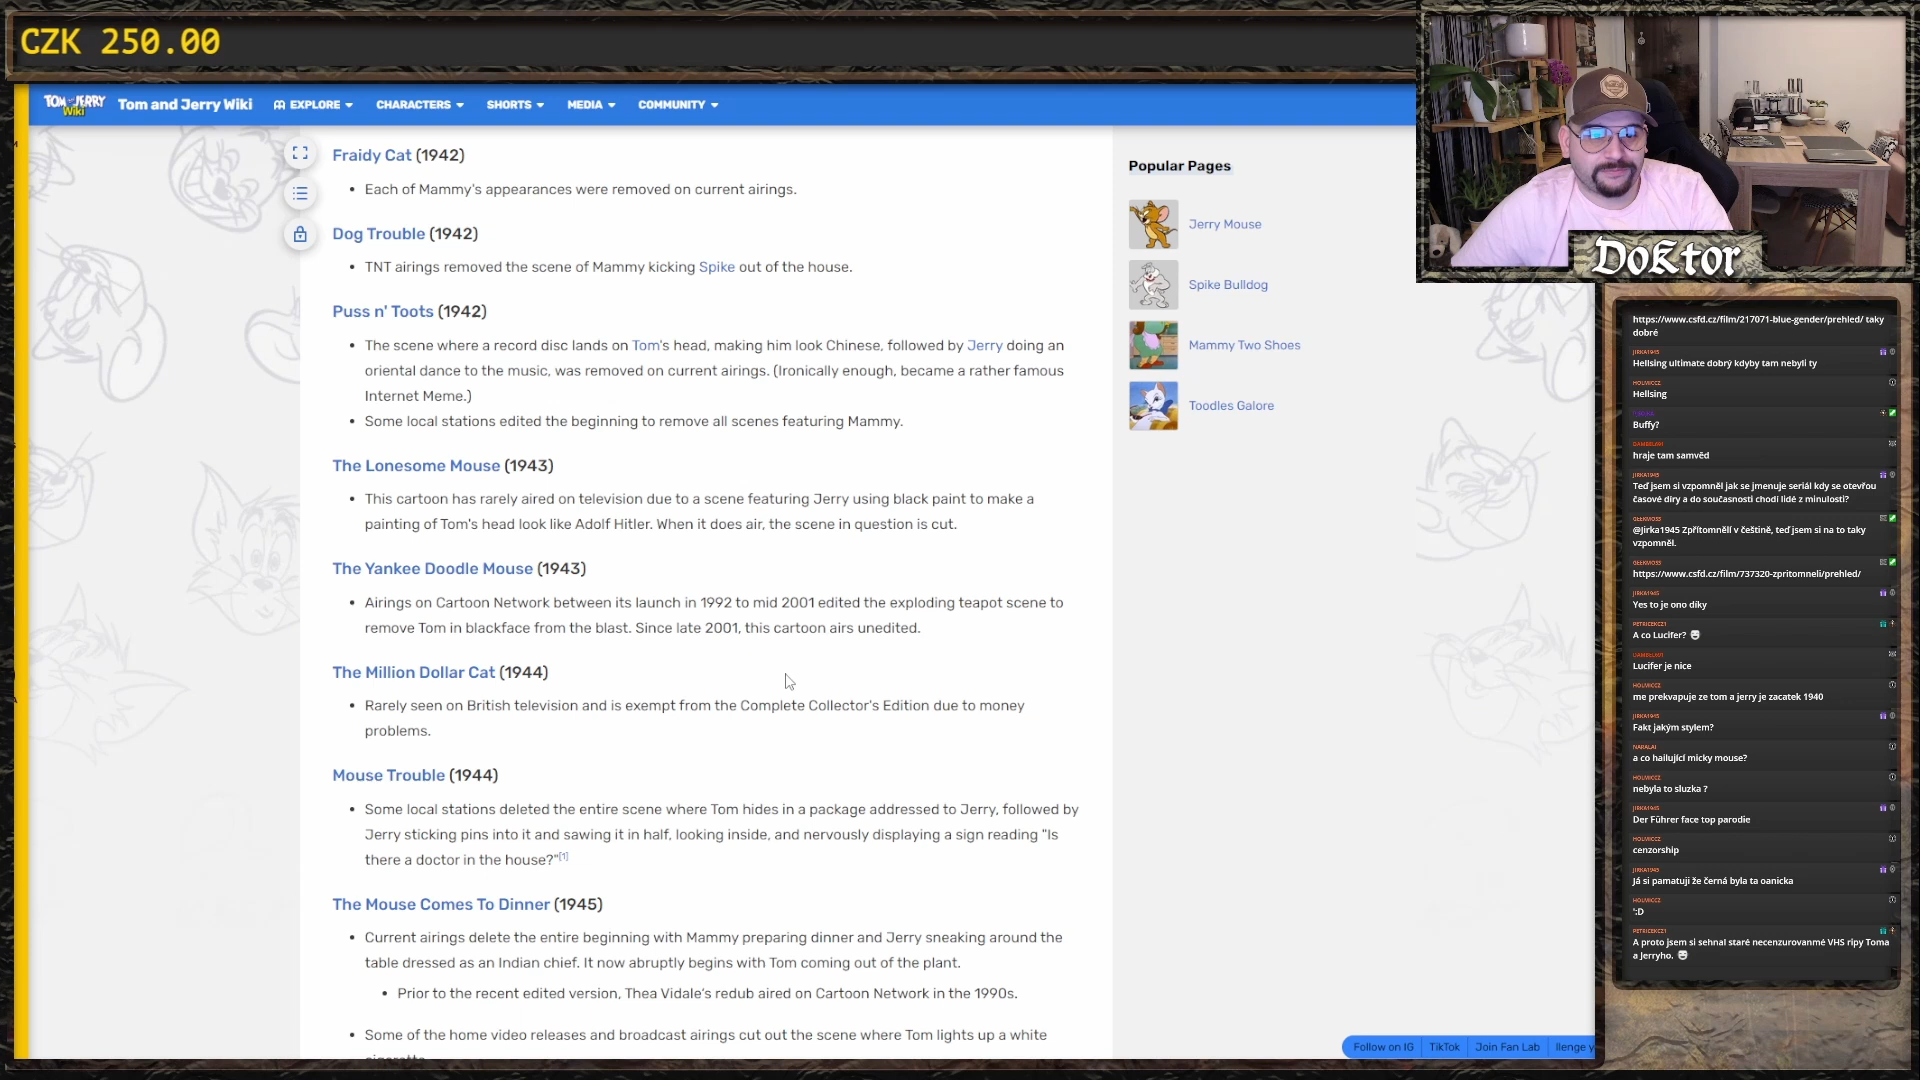 CZK 250.00
TOM AND JERRY
Wiki
Tom and Jerry Wiki
EXPLORE
CHARACTERS
SHORTS
MEDIA
COMMUNITY
Fraidy Cat (1942)
• Each of Mammy's appearances were removed on current airings.
Dog Trouble (1942)
• TNT airings removed the scene of Mammy kicking Spike out of the house.
Puss n' Toots (1942)
• The scene where a record disc lands on Tom's head, making him look Chinese, followed by Jerry doing an
oriental dance to the music, was removed on current airings. (Ironically enough, became a rather famous
Internet Meme.)
• Some local stations edited the beginning to remove all scenes featuring Mammy.
The Lonesome Mouse (1943)
• This cartoon has rarely aired on television due to a scene featuring Jerry using black paint to make a
painting of Tom's head look like Adolf Hitler. When it does air, the scene in question is cut.
The Yankee Doodle Mouse (1943)
• Airings on Cartoon Network between its launch in 1992 to mid 2001 edited the exploding teapot scene to
remove Tom in blackface from the blast. Since late 2001, this cartoon airs unedited.
The Million Dollar Cat (1944)
• Rarely seen on British television and is exempt from the Complete Collector's Edition due to money
problems.
Mouse Trouble (1944)
• Some local stations deleted the entire scene where Tom hides in a package addressed to Jerry, followed by
Jerry sticking pins into it and sawing it in half, looking inside, and nervously displaying a sign reading "Is
there a doctor in the house?"[1]
The Mouse Comes To Dinner (1945)
• Current airings delete the entire beginning with Mammy preparing dinner and Jerry sneaking around the
table dressed as an Indian chief. It now abruptly begins with Tom coming out of the plant.
• Prior to the recent edited version, Thea Vidale's redub aired on Cartoon Network in the 1990s.
• Some of the home video releases and broadcast airings cut out the scene where Tom lights up a white
Popular Pages
Jerry Mouse
Spike Bulldog
Mammy Two Shoes
Toodles Galore
Follow on IG
TikTok
Join Fan Lab
llenge y
Doktor
https://www.csfd.cz/film/217071-blue-gender/prehled/ taky
dobré
JIRKA1945
Hellsing ultimate dobrý kdyby tam nebyli ty
HOLMICCZ
Hellsing
Buffy?
hraje tam samvěd
JIRKA1945
Teď jsem si vzpomněl jak se jmenuje seriál kdy se otevřou
časové díry a do současnosti chodí lidé z minulosti?
GEEKMOSS
@Jirka1945 Zpřítomnělí v češtině, teď jsem si na to taky
vzpomněl.
GEEKMOSS
https://www.csfd.cz/film/737320-zpritomneli/prehled/
JIRKA1945
Yes to je ono díky
PETRICEKCZ1
A co Lucifer?
Lucifer je nice
HOLMICCZ
me prekvapuje ze tom a jerry je zacatek 1940
JIRKA1945
Fakt jakým stylem?
NARALAI
a co hailující micky mouse?
HOLMICCZ
nebyla to sluzka ?
JIRKA1945
Der Führer face top parodie
HOLMICCZ
cenzorship
JIRKA1945
Já si pamatuji že černá byla ta oanicka
HOLMICCZ
':D
PETRICEKCZ1
A proto jsem si sehnal staré necenzurovanmé VHS ripy Toma
a Jerryho.